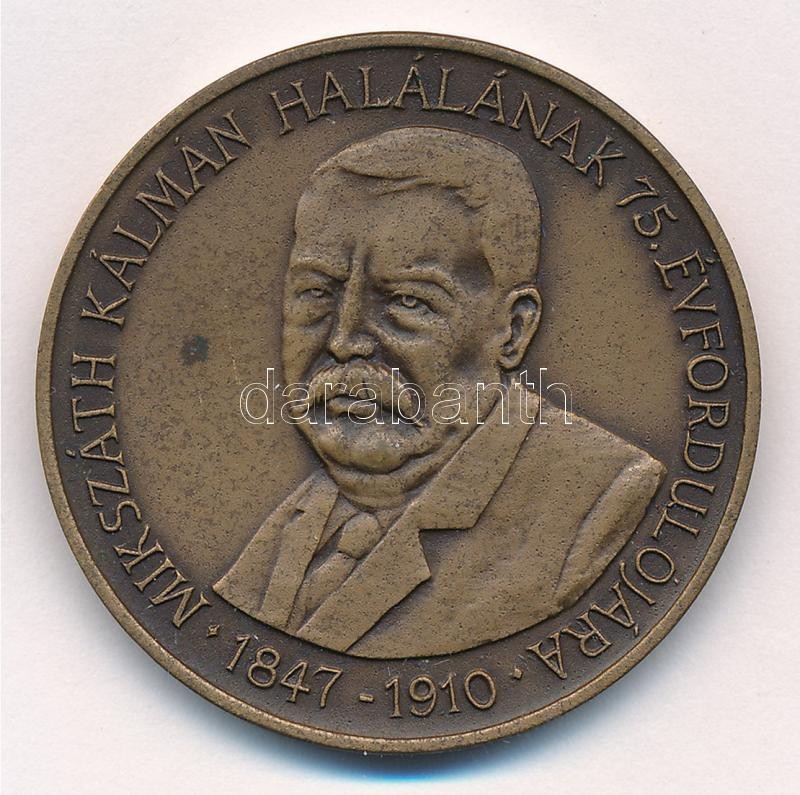 MIKSZÁTH KÁLMÁN HALÁLÁNAK 75. ÉVFORDULÓJÁRA
· 1847 - 1910 ·
darabanth